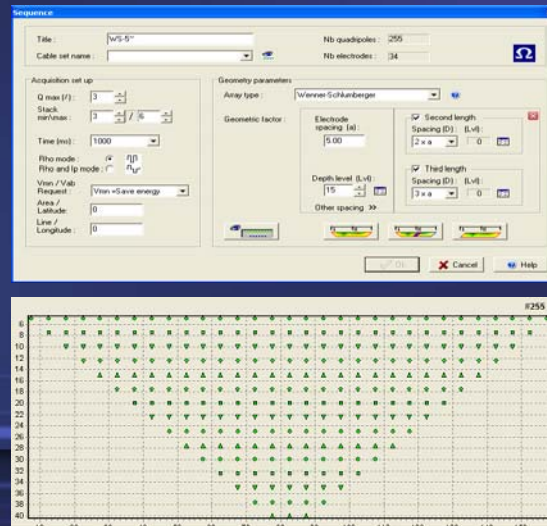 Sequence
Title : WS-5" Nb quadripoles : 255
Cable set name : Nb electrodes : 34
Ω
Acquisition set up
Q max (/) : 3
Stack min/max : 3 / 6
Time (ms) : 1000
Rho mode :
Rho and Ip mode :
Vmn / Vab Request : Vmn =Save energy
Area / Latitude: 0
Line / Longitude : 0
Geometry parameters
Array type : Wenner-Schlumberger
Geometric factor :
Electrode spacing (a) :
5.00
Depth level (Lvl) :
15
Other spacing >>
Second length
Spacing (D) : (Lvl) :
2 x a 0
Third length
Spacing (D) : (Lvl) :
3 x a 0
Ok Cancel Help
#255
6
8
10
12
14
16
18
20
22
24
26
28
30
32
34
36
38
40